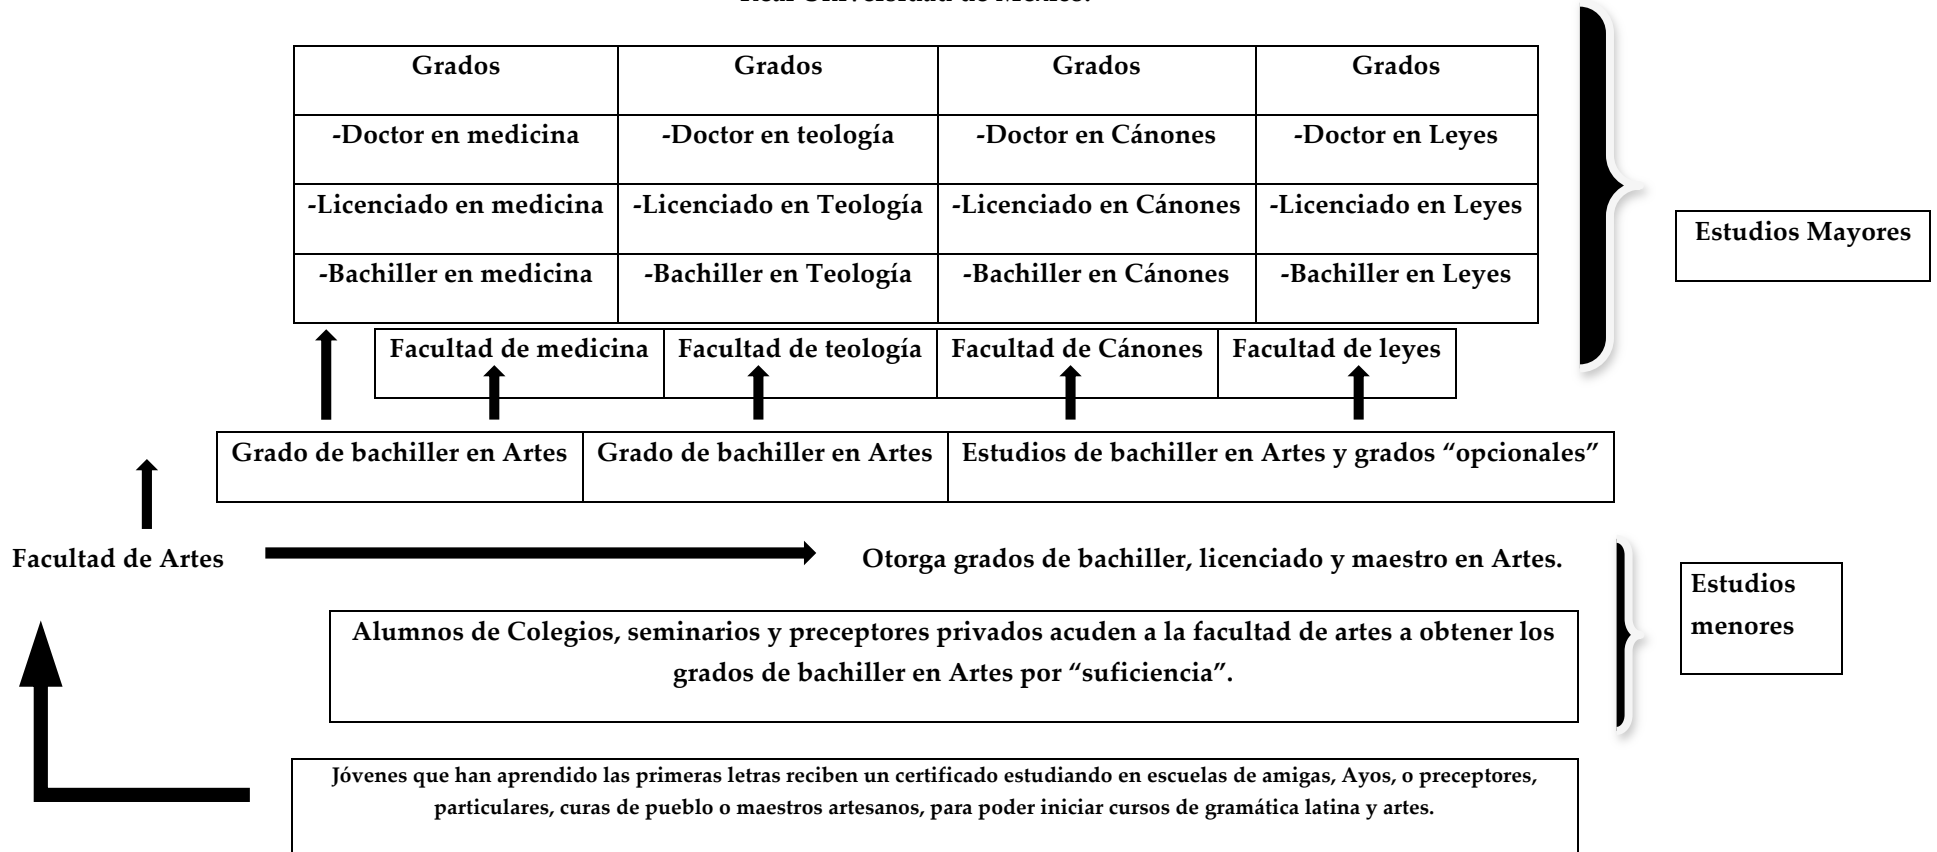 Real Universidad de México.
Grados Grados Grados Grados
-Doctor en medicina -Doctor en teología -Doctor en Cánones -Doctor en Leyes
-Licenciado en medicina -Licenciado en Teología -Licenciado en Cánones -Licenciado en Leyes
-Bachiller en medicina -Bachiller en Teología -Bachiller en Cánones -Bachiller en Leyes
Estudios Mayores
Facultad de medicina Facultad de teología Facultad de Cánones Facultad de leyes
Grado de bachiller en Artes Grado de bachiller en Artes Estudios de bachiller en Artes y grados “opcionales”
Facultad de Artes Otorga grados de bachiller, licenciado y maestro en Artes.
Estudios
menores
Alumnos de Colegios, seminarios y preceptores privados acuden a la facultad de artes a obtener los
grados de bachiller en Artes por “suficiencia”.
Jóvenes que han aprendido las primeras letras reciben un certificado estudiando en escuelas de amigas, Ayos, o preceptores,
particulares, curas de pueblo o maestros artesanos, para poder iniciar cursos de gramática latina y artes.